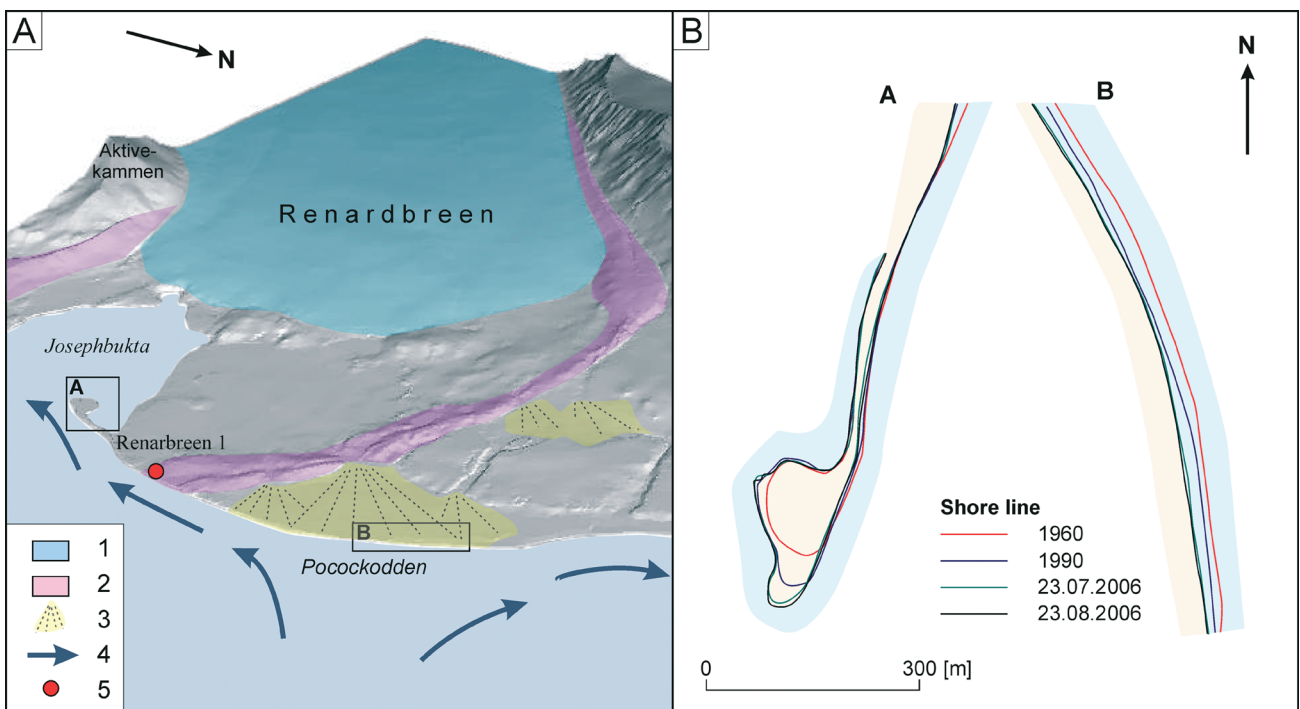 A
N
Aktive-
kammen
Renardbreen
Josephbukta
A
Renarbreen 1
B
Pocockodden
1
2
3
4
5
B
N
A
B
Shore line
1960
1990
23.07.2006
23.08.2006
0 300 [m]